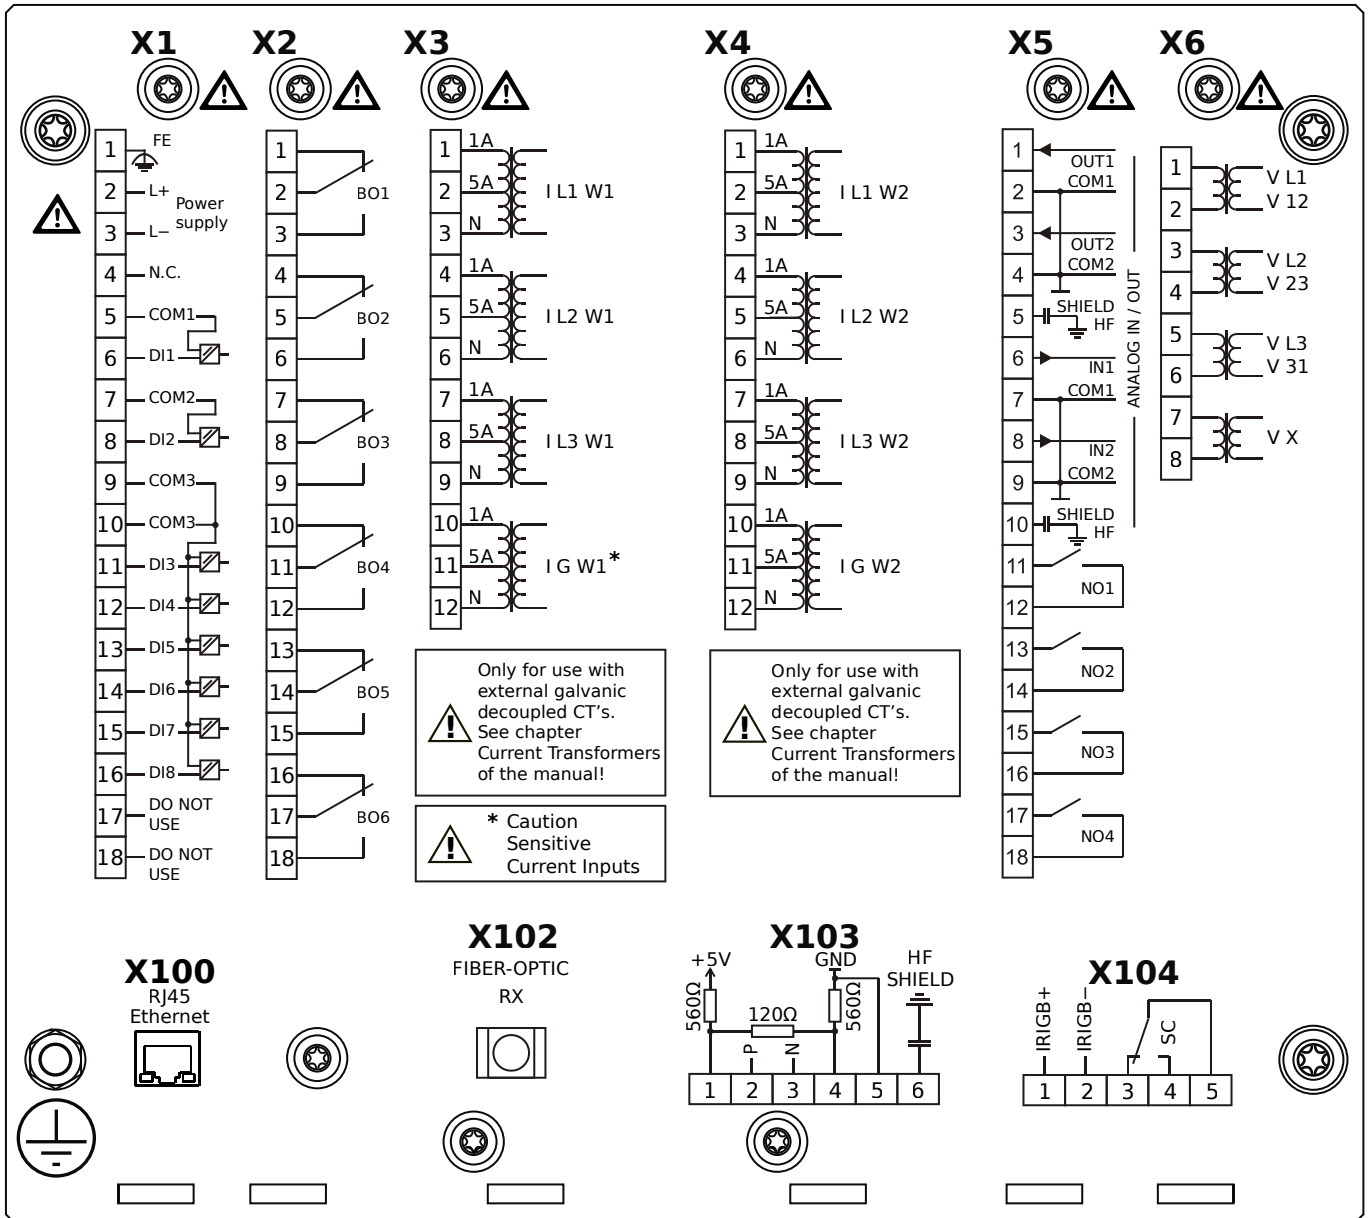 X1
1
FE
2
L+
Power
supply
3
L−
4
N.C.
5
COM1
6
DI1
7
COM2
8
DI2
9
COM3
10
COM3
11
DI3
12
DI4
13
DI5
14
DI6
15
DI7
16
DI8
17
DO NOT
USE
18
DO NOT
USE
X2
1
2
BO1
3
4
5
BO2
6
7
8
BO3
9
10
11
BO4
12
13
14
BO5
15
16
17
BO6
18
X3
1
1A
2
5A
I L1 W1
3
N
4
1A
5
5A
I L2 W1
6
N
7
1A
8
5A
I L3 W1
9
N
10
1A
11
5A
I G W1*
12
N
Only for use with
external galvanic
decoupled CT's.
See chapter
Current Transformers
of the manual!
* Caution
Sensitive
Current Inputs
X4
1
1A
2
5A
I L1 W2
3
N
4
1A
5
5A
I L2 W2
6
N
7
1A
8
5A
I L3 W2
9
N
10
1A
11
5A
I G W2
12
N
Only for use with
external galvanic
decoupled CT's.
See chapter
Current Transformers
of the manual!
X5
1
OUT1
2
COM1
3
OUT2
4
COM2
5
SHIELD
HF
6
IN1
7
COM1
8
IN2
9
COM2
10
SHIELD
HF
ANALOG IN / OUT
11
NO1
12
13
NO2
14
15
NO3
16
17
NO4
18
X6
1
V L1
2
V 12
3
V L2
4
V 23
5
V L3
6
V 31
7
V X
8
X100
RJ45
Ethernet
X102
FIBER-OPTIC
RX
X103
+5V
GND
HF
SHIELD
560Ω
120Ω
560Ω
P
N
1 2 3 4 5 6
X104
IRIGB+
IRIGB−
SC
1 2 3 4 5